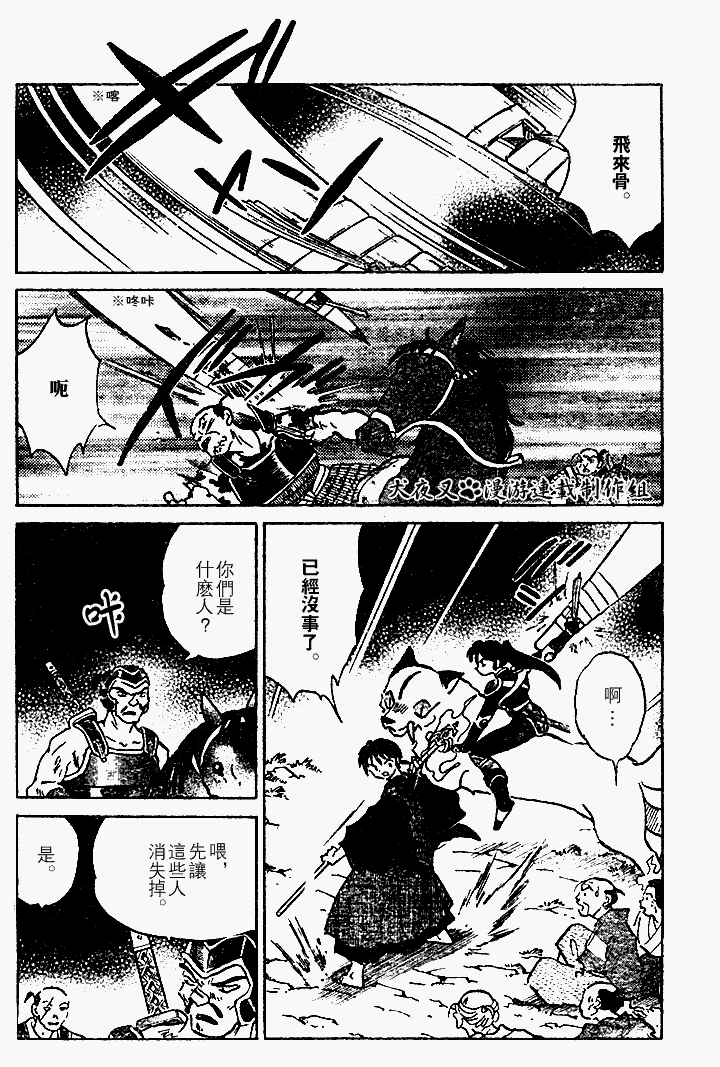 飛來骨。
※喀
※咚咔
呃
犬夜叉 漫游連載制作組
啊…
已經沒事了。
你們是
什麼人?
咔
喂,
先讓
這些人
消失掉。
是。